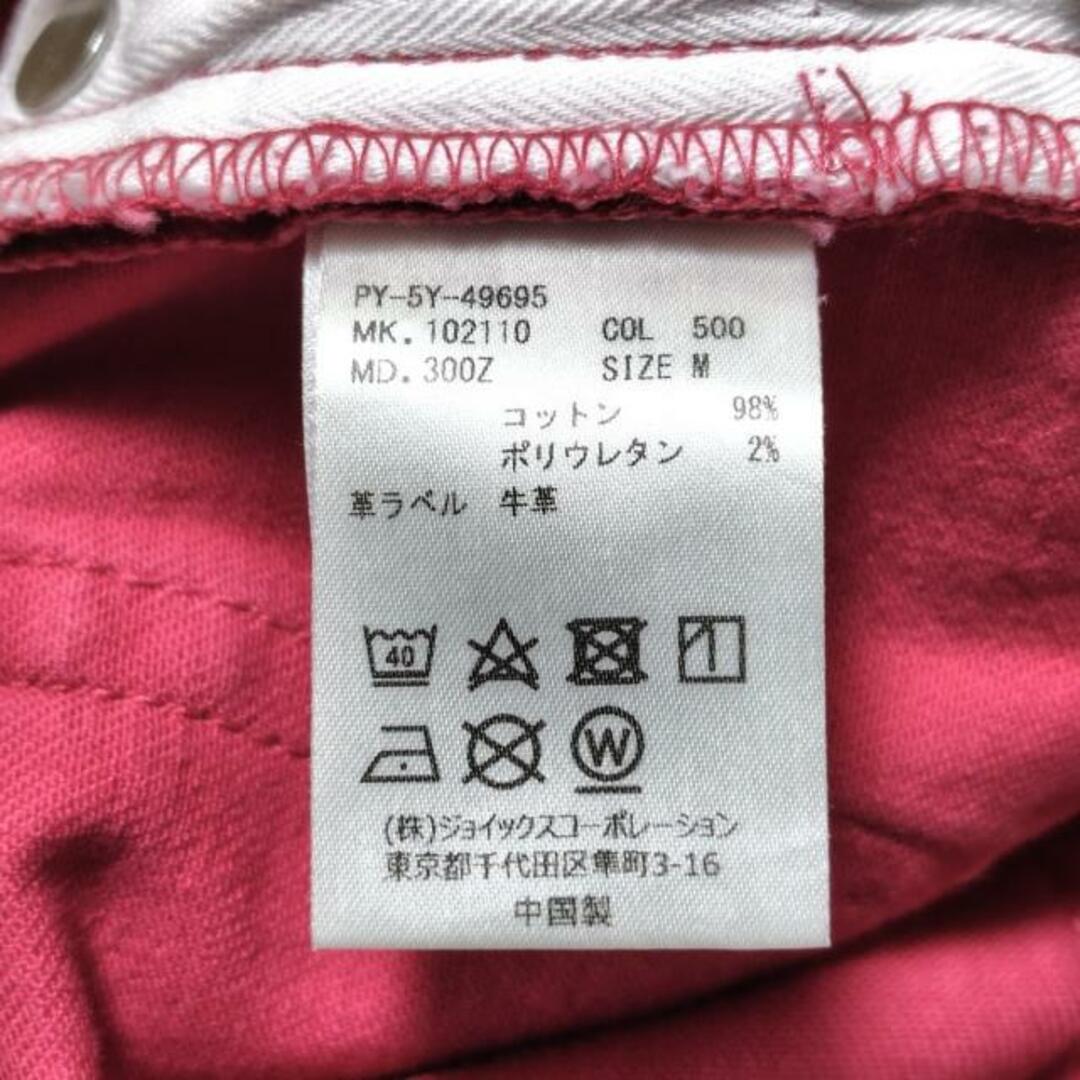 PY-5Y-49695
MK. 102110 COL 500
MD. 300Z SIZE M
コットン 98%
ポリウレタン 2%
革ラベル 牛革
40
W
(株)ジョイックスコーポレーション
東京都千代田区隼町3-16
中国製